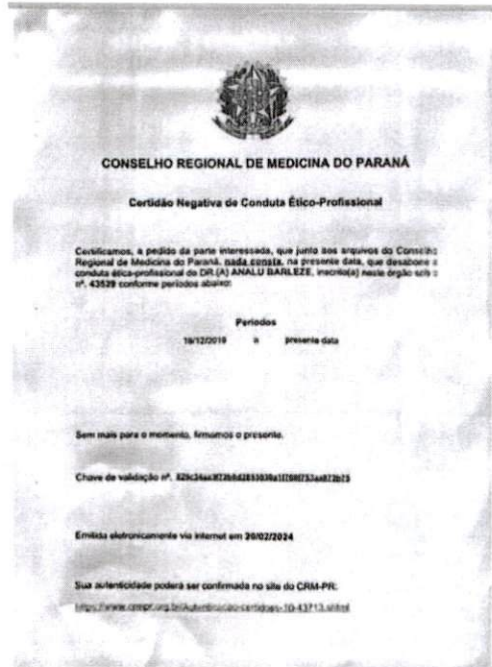 CONSELHO REGIONAL DE MEDICINA DO PARANÁ
Certidão Negativa de Conduta Ético-Profissional
Certificamos, a pedido da parte interessada, que junto aos arquivos do Conselho
Regional de Medicina do Paraná, nada consta, na presente data, que desabone a
conduta ética-profissional do DR.(A) ANALU BARLEZE, inscrito(a) neste órgão sob o
nº. 43529 conforme períodos abaixo:
Períodos
a presente data
Sem mais para o momento, firmamos o presente.
Chave de validação nº.
Emitida eletronicamente via internet em 20/02/2024
Sua autenticidade poderá ser confirmada no site do CRM-PR: